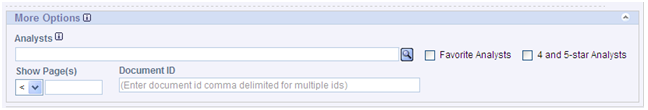 More Options
Analysts
Favorite Analysts 4 and 5-star Analysts
Show Page(s) Document ID
< (Enter document id comma delimited for multiple ids)